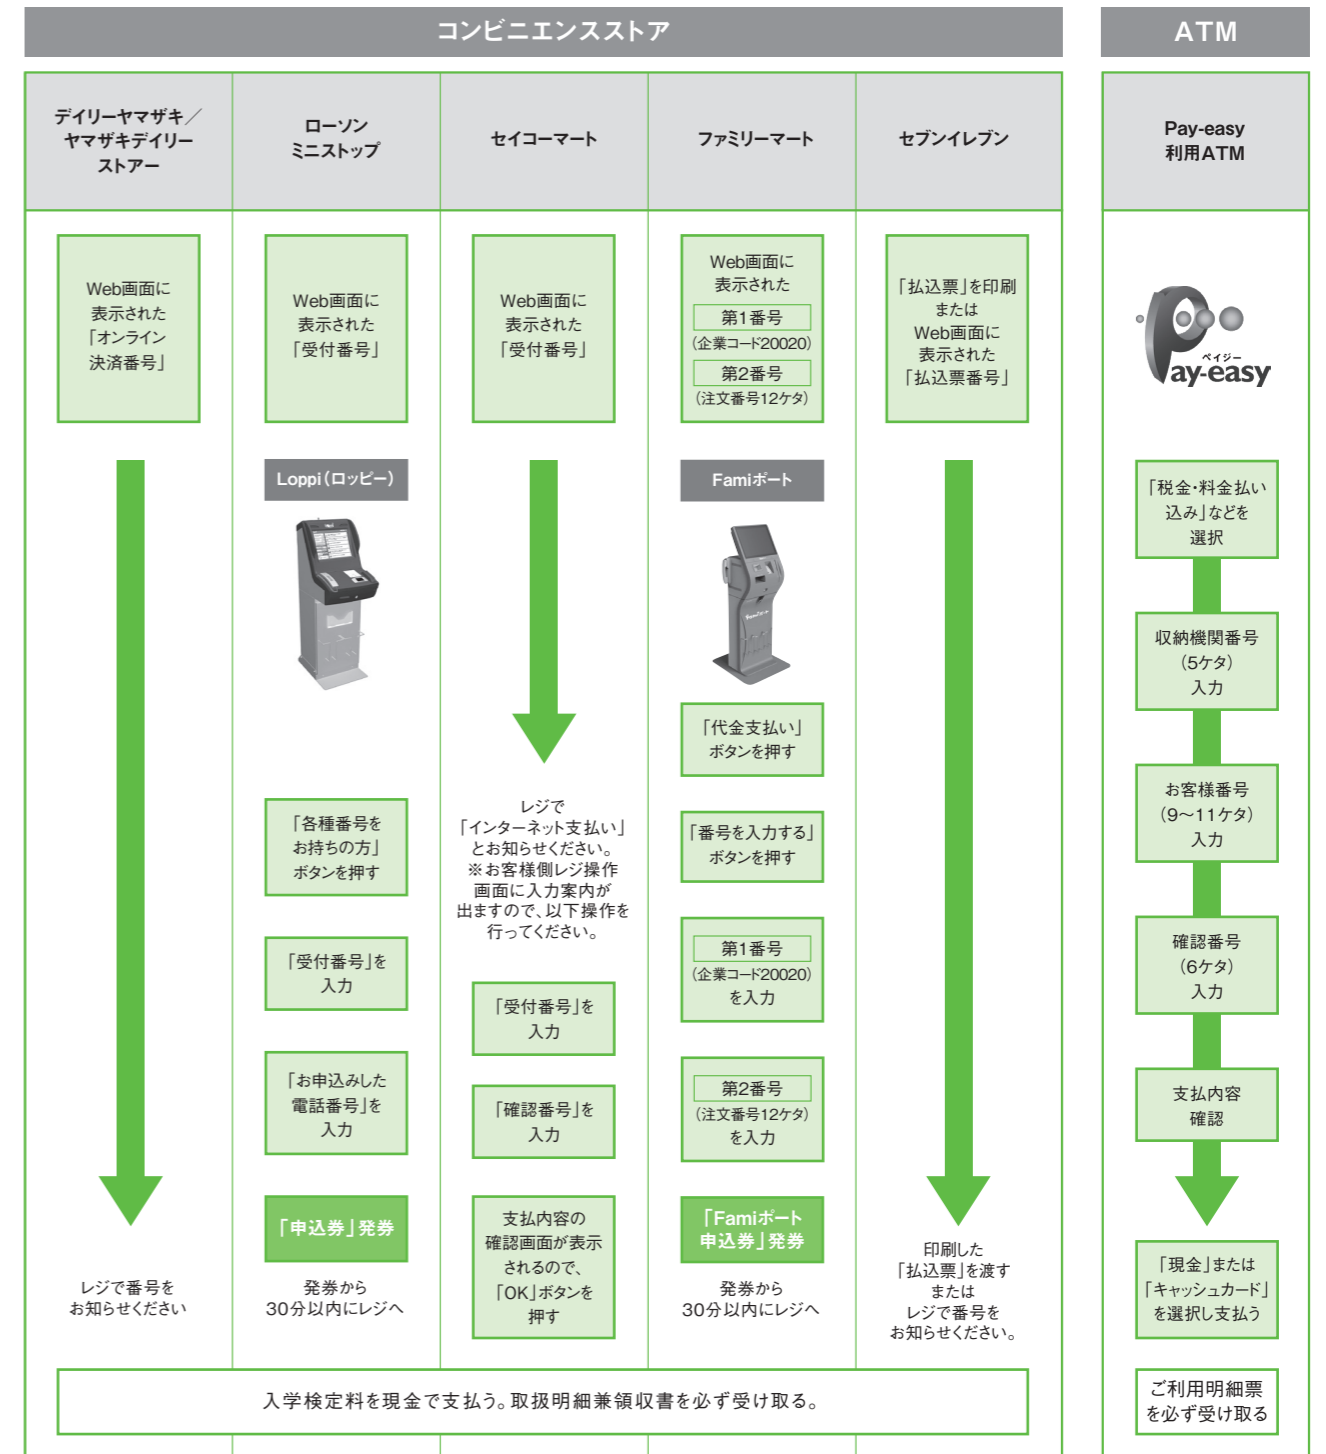 コンビニエンスストア
デイリーヤマザキ／
ヤマザキデイリー
ストアー
ローソン
ミニストップ
セイコーマート
ファミリーマート
セブンイレブン
Web画面に
表示された
「オンライン
決済番号」
レジで番号を
お知らせください
Web画面に
表示された
「受付番号」
Loppi（ロッピー）
「各種番号を
お持ちの方」
ボタンを押す
「受付番号」を
入力
「お申込みした
電話番号」を
入力
「申込券」発券
発券から
30分以内にレジへ
Web画面に
表示された
「受付番号」
レジで
「インターネット支払い」
とお知らせください。
※お客様側レジ操作
画面に入力案内が
出ますので、以下操作を
行ってください。
「受付番号」を
入力
「確認番号」を
入力
支払内容の
確認画面が表示
されるので、
「OK」ボタンを
押す
Web画面に
表示された
第1番号
（企業コード20020）
第2番号
（注文番号12ケタ）
Famiポート
「代金支払い」
ボタンを押す
「番号を入力する」
ボタンを押す
第1番号
（企業コード20020）
を入力
第2番号
（注文番号12ケタ）
を入力
「Famiポート
申込券」発券
発券から
30分以内にレジへ
「払込票」を印刷
または
Web画面に
表示された
「払込票番号」
印刷した
「払込票」を渡す
または
レジで番号を
お知らせください。
入学検定料を現金で支払う。取扱明細兼領収書を必ず受け取る。
ATM
Pay-easy
利用ATM
ペイジー
Pay-easy
「税金・料金払い
込み」などを
選択
収納機関番号
（5ケタ）
入力
お客様番号
（9〜11ケタ）
入力
確認番号
（6ケタ）
入力
支払内容
確認
「現金」または
「キャッシュカード」
を選択し支払う
ご利用明細票
を必ず受け取る